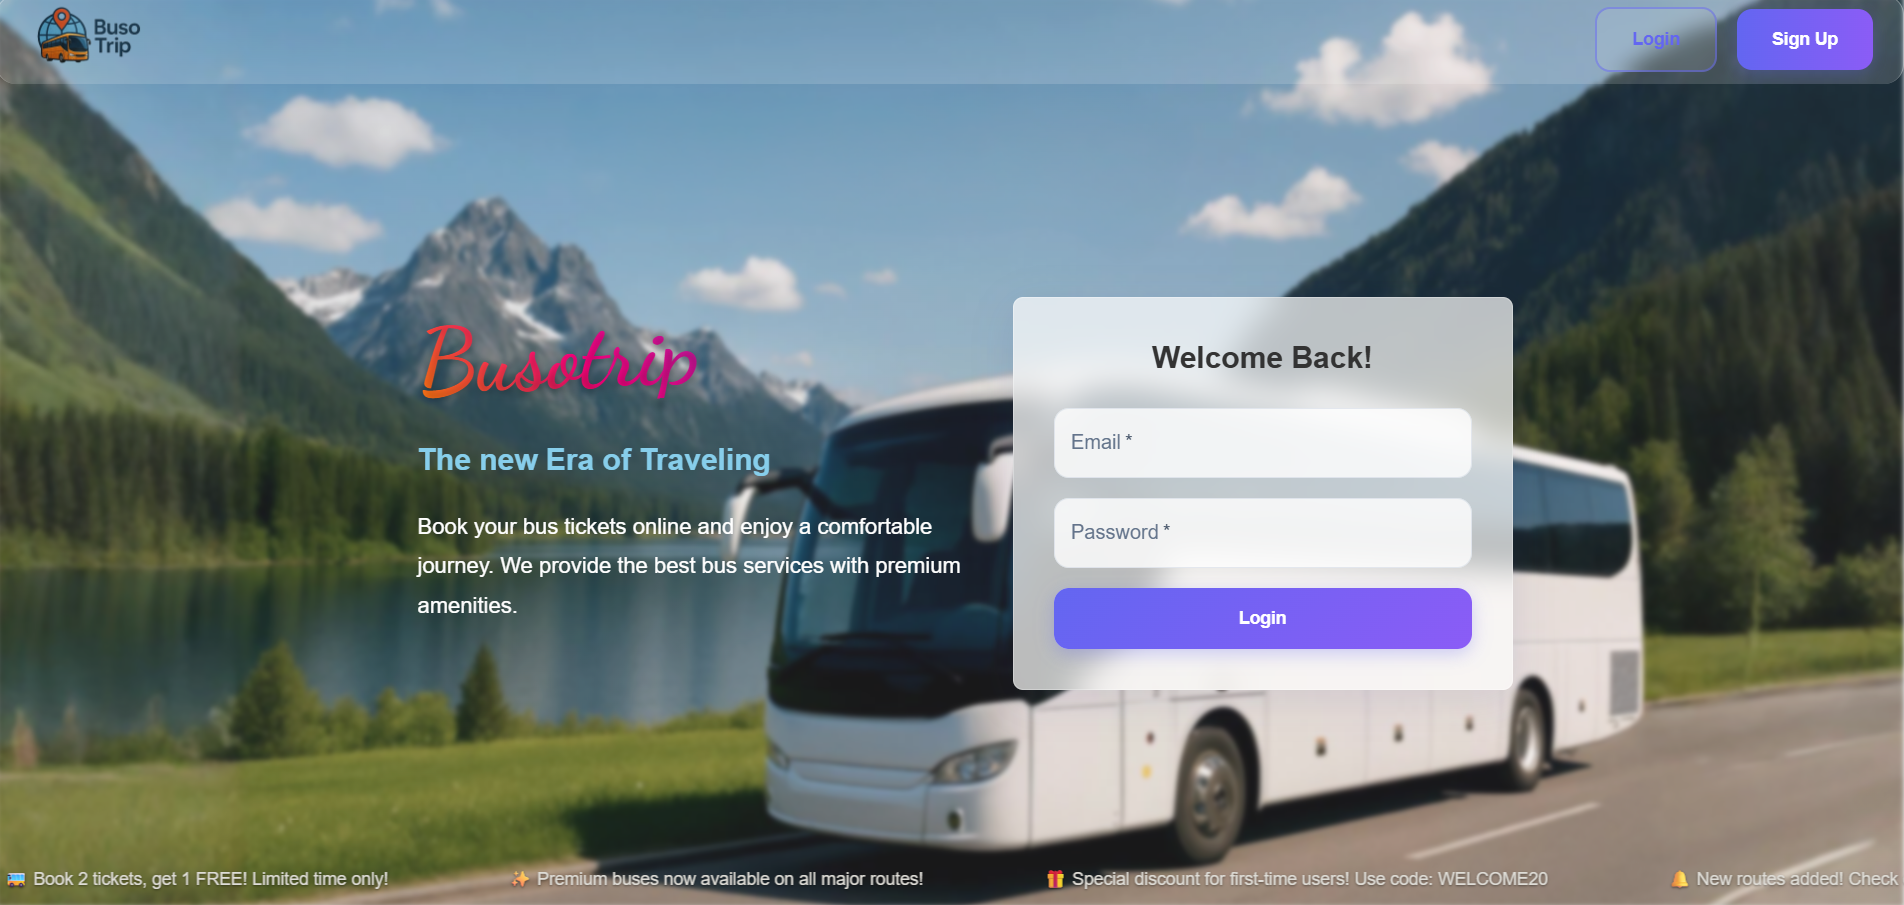 Buso
Trip
Login
Sign Up
Busotrip
The new Era of Traveling
Book your bus tickets online and enjoy a comfortable
journey. We provide the best bus services with premium
amenities.
Welcome Back!
Email *
Password *
Login
🚌 Book 2 tickets, get 1 FREE! Limited time only!
✨ Premium buses now available on all major routes!
🎁 Special discount for first-time users! Use code: WELCOME20
🔔 New routes added! Check